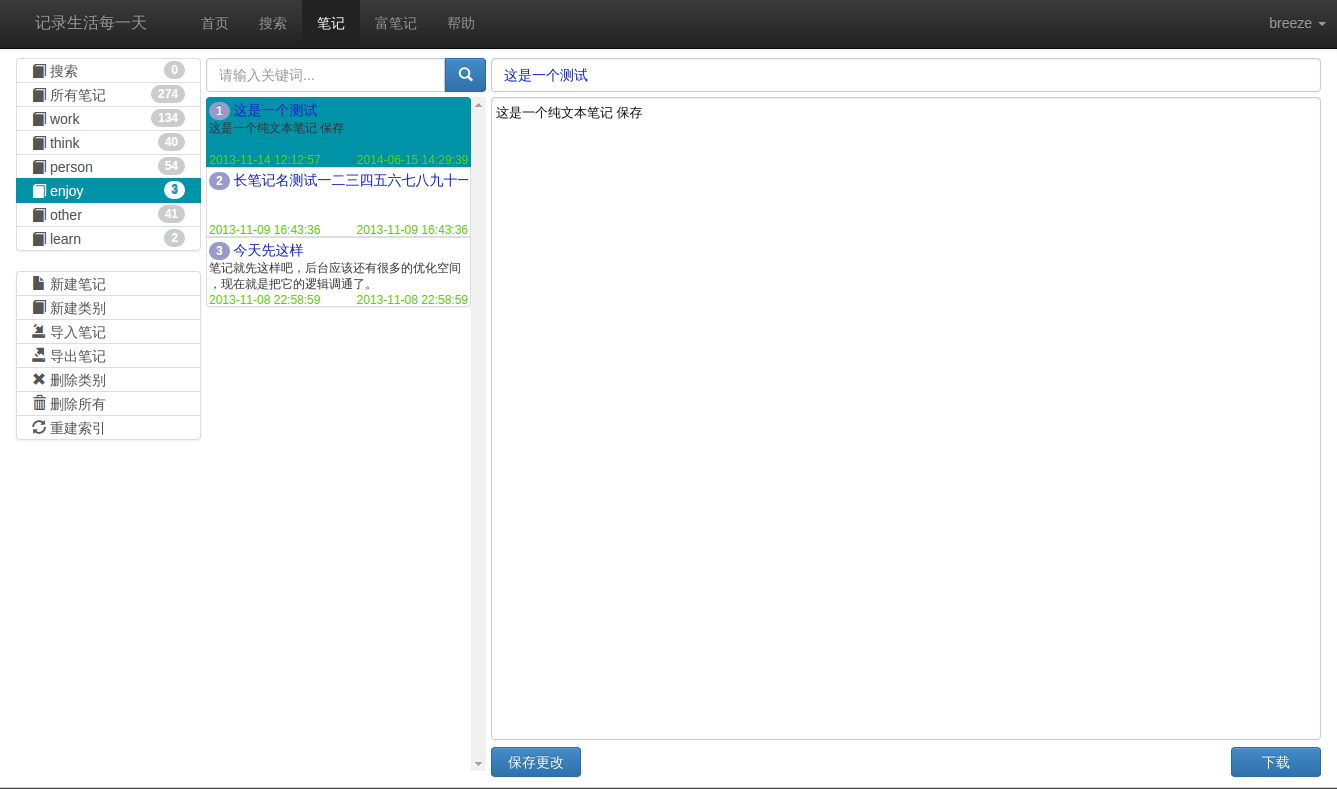 记录生活每一天 首页 搜索 笔记 富笔记 帮助 breeze
搜索 0
所有笔记 274
work 134
think 40
person 54
enjoy 3
other 41
learn 2
新建笔记
新建类别
导入笔记
导出笔记
删除类别
删除所有
重建索引
请输入关键词...
1 这是一个测试
这是一个纯文本笔记 保存
2013-11-14 12:12:57 2014-06-15 14:29:39
2 长笔记名测试一二三四五六七八九十一
2013-11-09 16:43:36 2013-11-09 16:43:36
3 今天先这样
笔记就先这样吧，后台应该还有很多的优化空间
，现在就是把它的逻辑调通了。
2013-11-08 22:58:59 2013-11-08 22:58:59
这是一个测试
这是一个纯文本笔记 保存
保存更改 下载